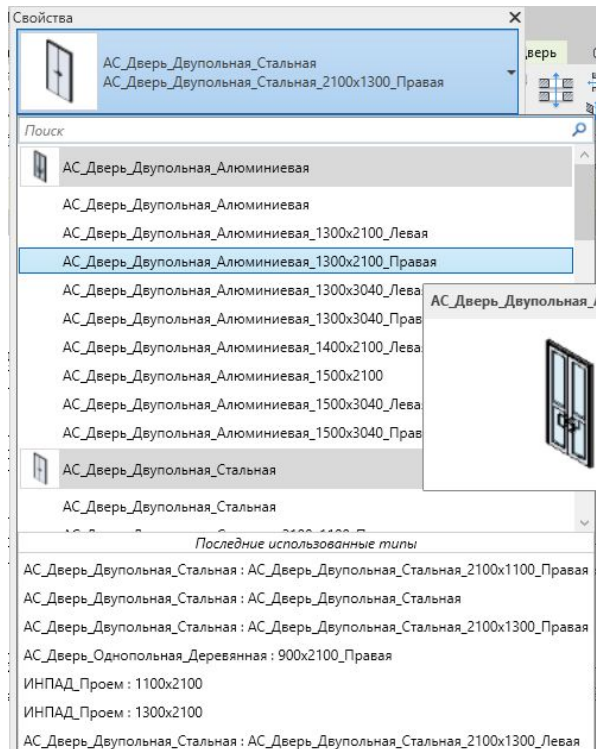 Свойства
АС_Дверь_Двупольная_Стальная
АС_Дверь_Двупольная_Стальная_2100x1300_Правая
верь
Поиск
АС_Дверь_Двупольная_Алюминиевая
АС_Дверь_Двупольная_Алюминиевая
АС_Дверь_Двупольная_Алюминиевая_1300x2100_Левая
АС_Дверь_Двупольная_Алюминиевая_1300x2100_Правая
АС_Дверь_Двупольная_Алюминиевая_1300x3040_Лева
АС_Дверь_Двупольная_
АС_Дверь_Двупольная_Алюминиевая_1300x3040_Прав
АС_Дверь_Двупольная_Алюминиевая_1400x2100_Лева
АС_Дверь_Двупольная_Алюминиевая_1500x2100
АС_Дверь_Двупольная_Алюминиевая_1500x3040_Лева
АС_Дверь_Двупольная_Алюминиевая_1500x3040_Прав
АС_Дверь_Двупольная_Стальная
АС_Дверь_Двупольная_Стальная
Последние использованные типы
АС_Дверь_Двупольная_Стальная : АС_Дверь_Двупольная_Стальная_2100x1100_Правая
АС_Дверь_Двупольная_Стальная : АС_Дверь_Двупольная_Стальная
АС_Дверь_Двупольная_Стальная : АС_Дверь_Двупольная_Стальная_2100x1300_Правая
АС_Дверь_Однопольная_Деревянная : 900x2100_Правая
ИНПАД_Проем : 1100x2100
ИНПАД_Проем : 1300x2100
АС_Дверь_Двупольная_Стальная : АС_Дверь_Двупольная_Стальная_2100x1300_Левая